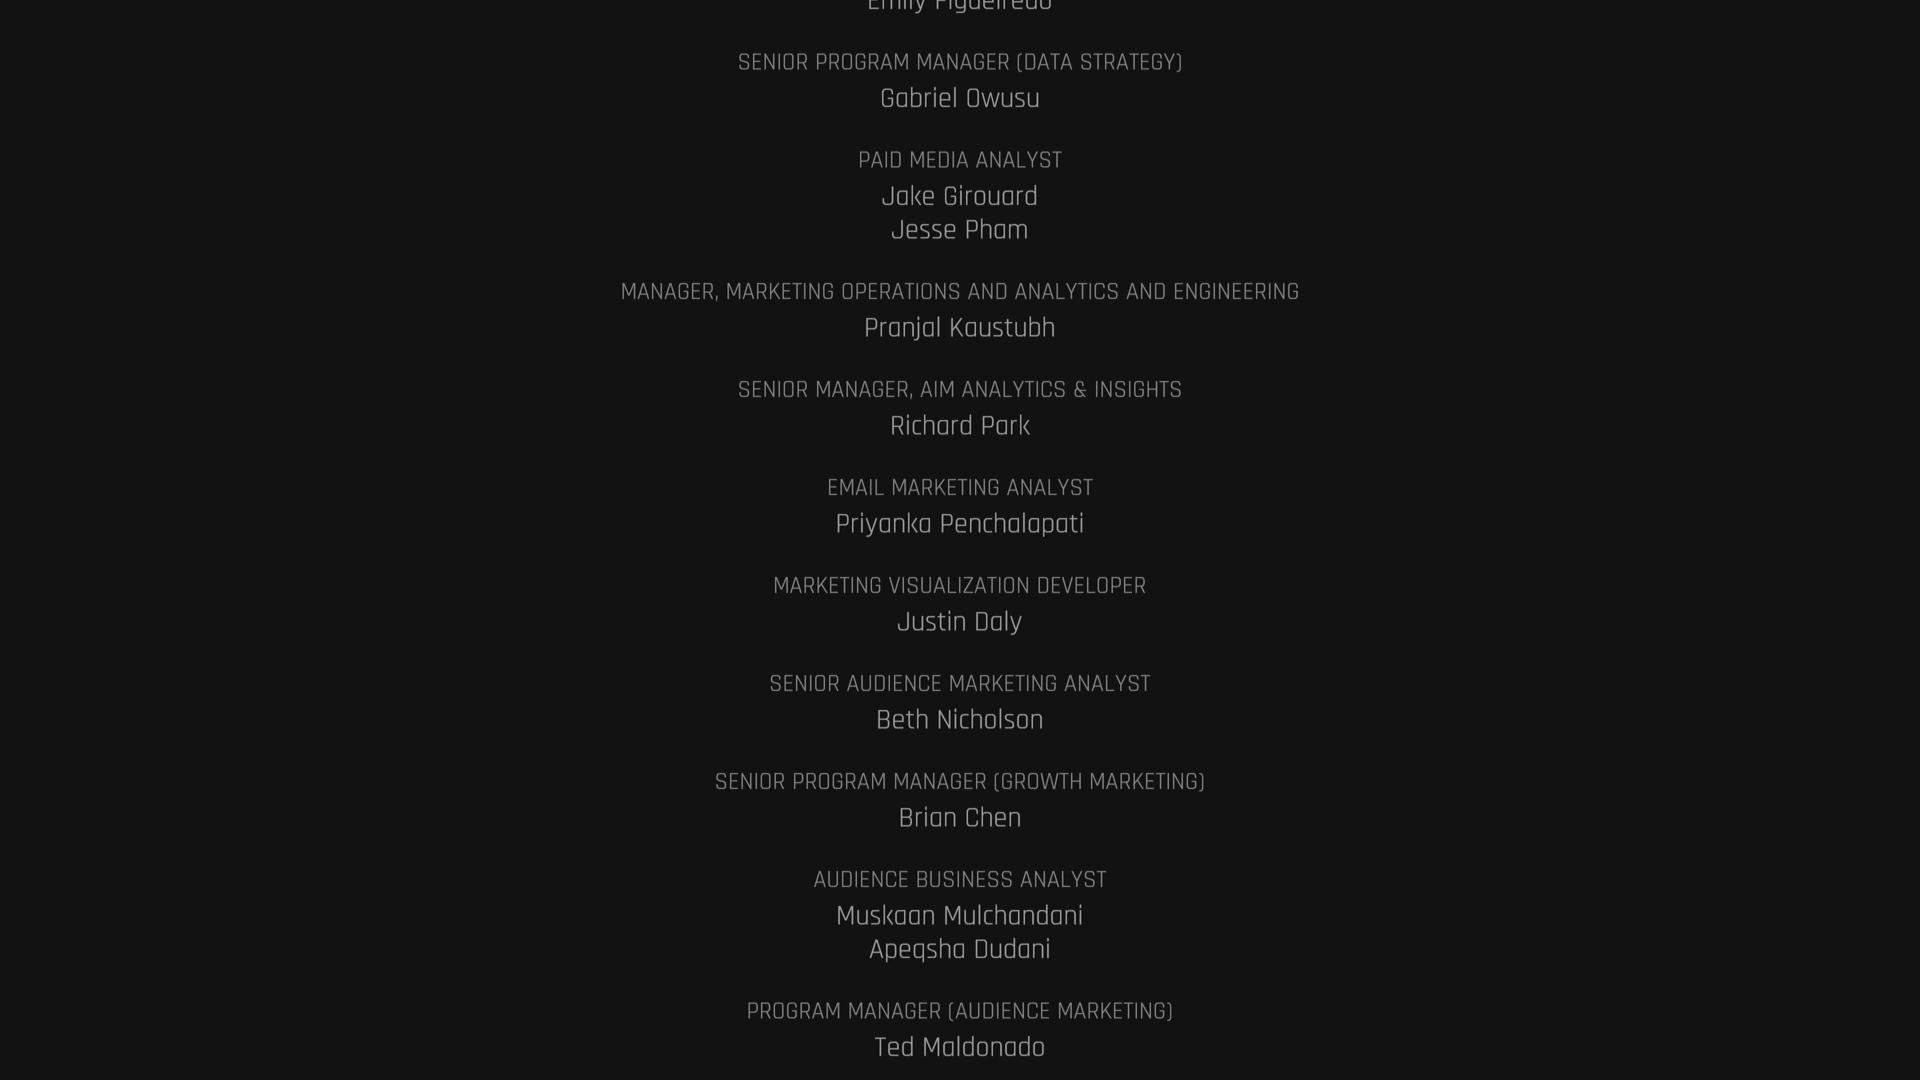 Emily Figueiredo
SENIOR PROGRAM MANAGER (DATA STRATEGY)
Gabriel Owusu
PAID MEDIA ANALYST
Jake Girouard
Jesse Pham
MANAGER, MARKETING OPERATIONS AND ANALYTICS AND ENGINEERING
Pranjal Kaustubh
SENIOR MANAGER, AIM ANALYTICS & INSIGHTS
Richard Park
EMAIL MARKETING ANALYST
Priyanka Penchalapati
MARKETING VISUALIZATION DEVELOPER
Justin Daly
SENIOR AUDIENCE MARKETING ANALYST
Beth Nicholson
SENIOR PROGRAM MANAGER (GROWTH MARKETING)
Brian Chen
AUDIENCE BUSINESS ANALYST
Muskaan Mulchandani
Apeqsha Dudani
PROGRAM MANAGER (AUDIENCE MARKETING)
Ted Maldonado